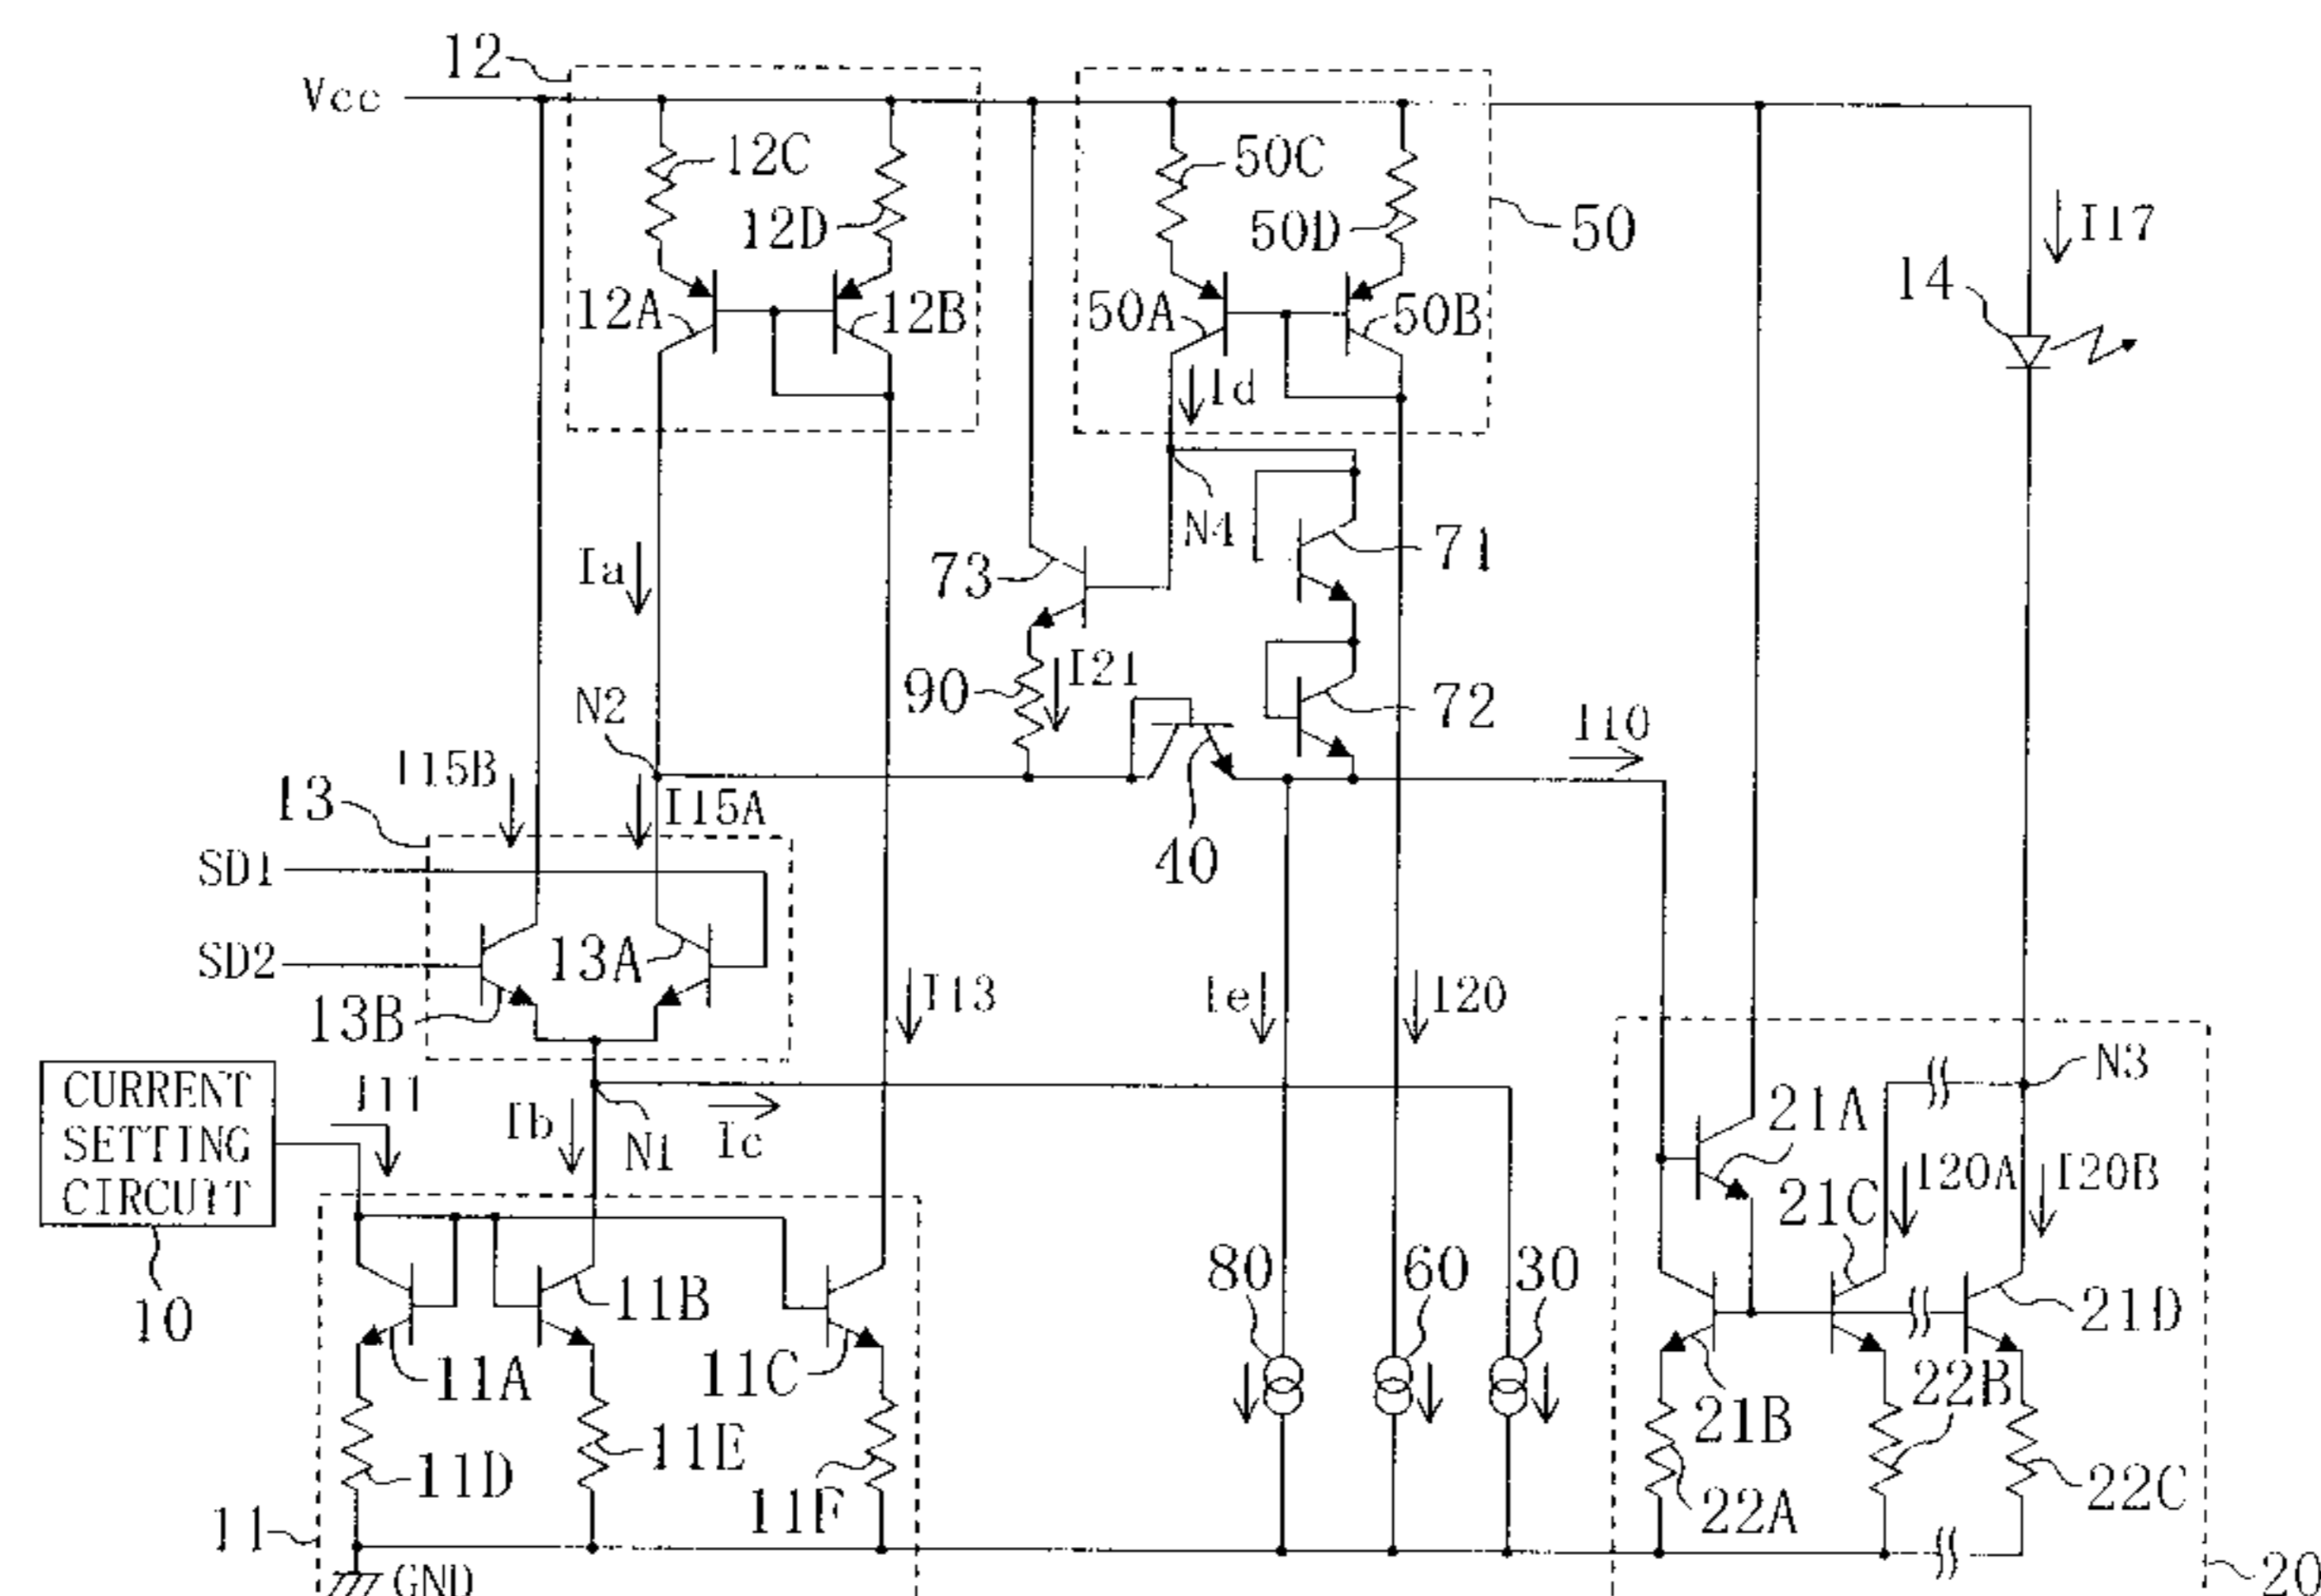 12
Vcc
12C
12D
12A
12B
50C
50D
50
50A
50B
I17
14
Id
N4
71
73
Ia
I21
90
72
N2
I10
I15B
I15A
13
40
SD1
SD2
13A
13B
I13
Ie
I20
N3
CURRENT
SETTING
CIRCUIT
10
I11
Ib
N1
Ic
21A
21C
I20A
I20B
80
60
30
11B
21D
11A
11C
22B
21B
11D
11E
11F
22A
22C
11
GND
20